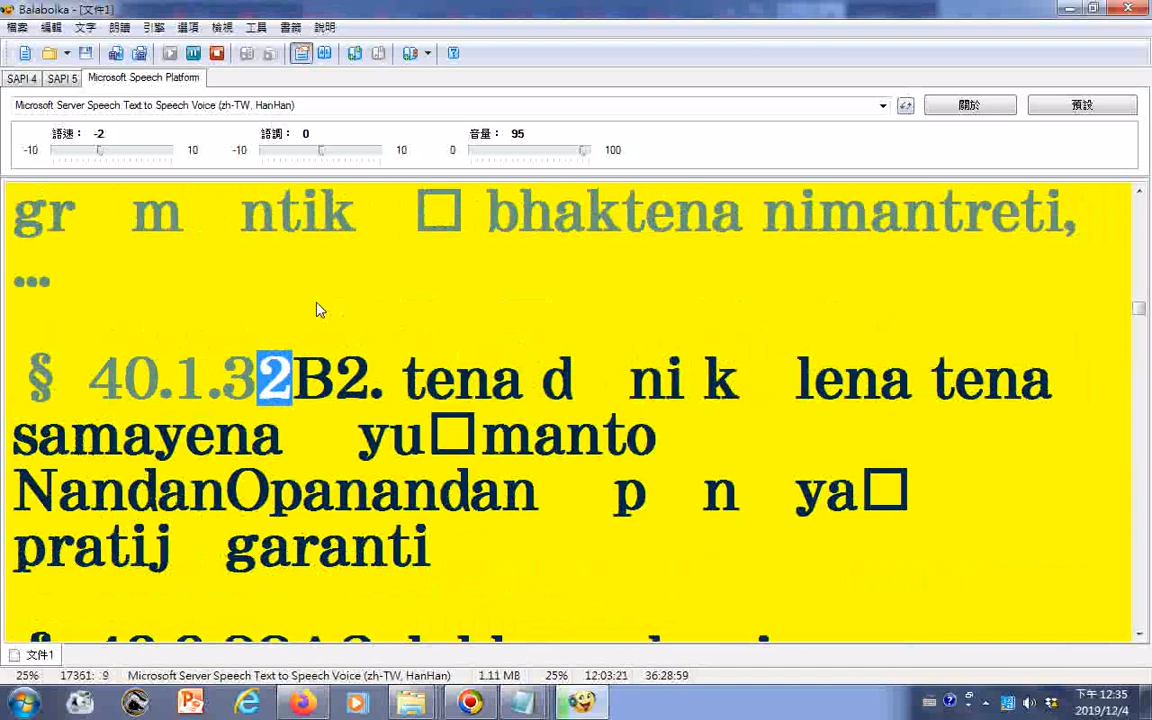 Balabolka - [文件1]
檔案 編輯 文字 朗讀 引擎 選項 檢視 工具 書籤 說明
SAPI 4 SAPI 5 Microsoft Speech Platform
Microsoft Server Speech Text to Speech Voice (zh-TW, HanHan) 關於 預設
語速： -2 語調： 0 音量： 95
-10 10 -10 10 0 100
gr m ntik □ bhaktena nimantreti,
...
§ 40.1.32B2. tena d ni k lena tena
samayena yu□manto
NandanOpanandan p n ya□
pratij garanti
文件1
25% 17361: 9 Microsoft Server Speech Text to Speech Voice (zh-TW, HanHan) 1.11 MB 25% 12:03:21 36:28:59
下午 12:35
2019/12/4